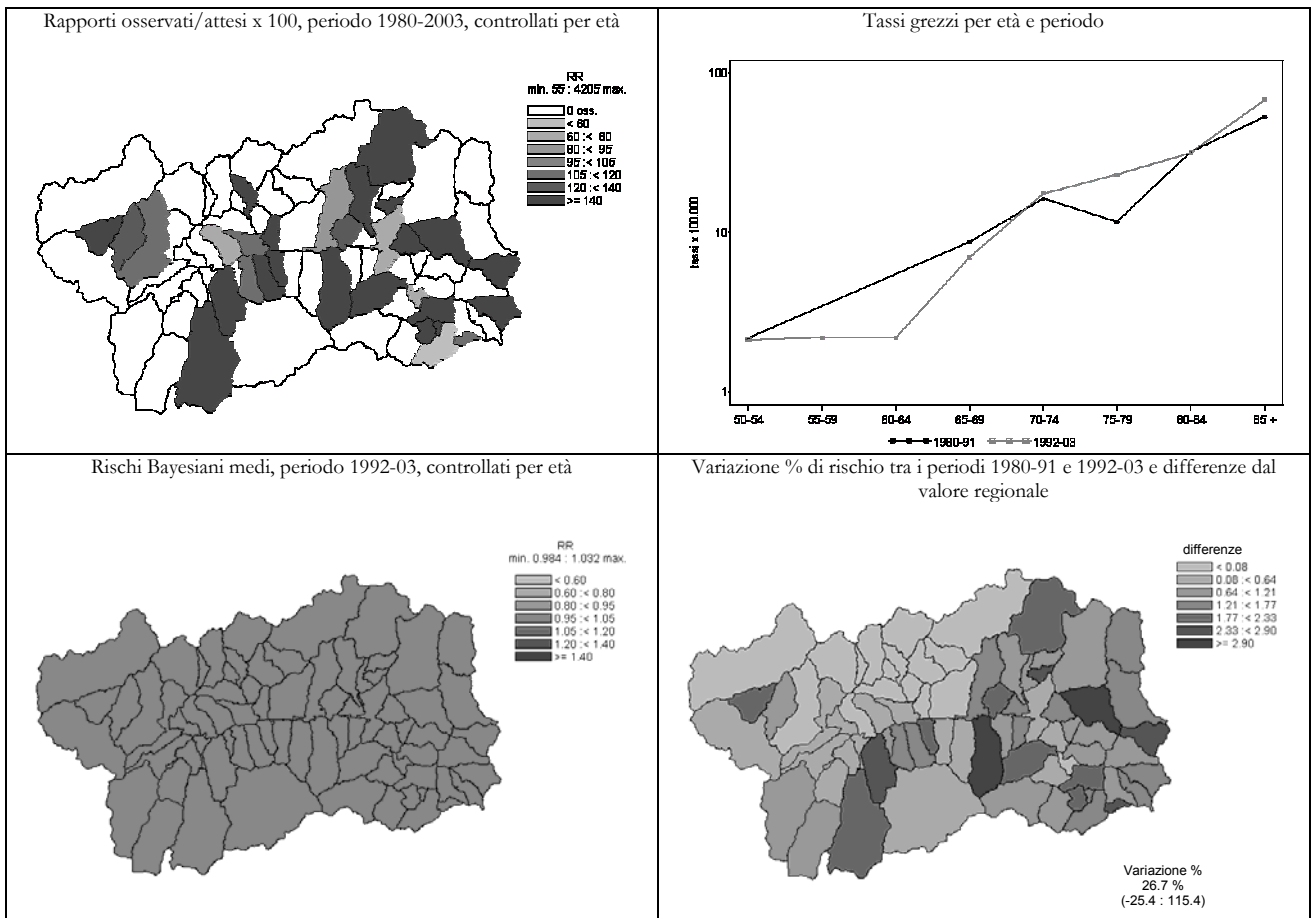 Rapporti osservati/attesi x 100, periodo 1980-2003, controllati per età
RR
min. 55 : 4205 max.
0 oss.
< 60
60 :< 80
80 :< 95
95 :< 105
105 :< 120
120 :< 140
>= 140
Tassi grezzi per età e periodo
100
10
1
tassi x 100.000
50-54
55-59
60-64
65-69
70-74
75-79
80-84
85 +
1980-91
1992-03
Rischi Bayesiani medi, periodo 1992-03, controllati per età
RR
min. 0.984 : 1.032 max.
< 0.60
0.60 :< 0.80
0.80 :< 0.95
0.95 :< 1.05
1.05 :< 1.20
1.20 :< 1.40
>= 1.40
Variazione % di rischio tra i periodi 1980-91 e 1992-03 e differenze dal
valore regionale
differenze
< 0.08
0.08 :< 0.64
0.64 :< 1.21
1.21 :< 1.77
1.77 :< 2.33
2.33 :< 2.90
>= 2.90
Variazione %
26.7 %
(-25.4 : 115.4)